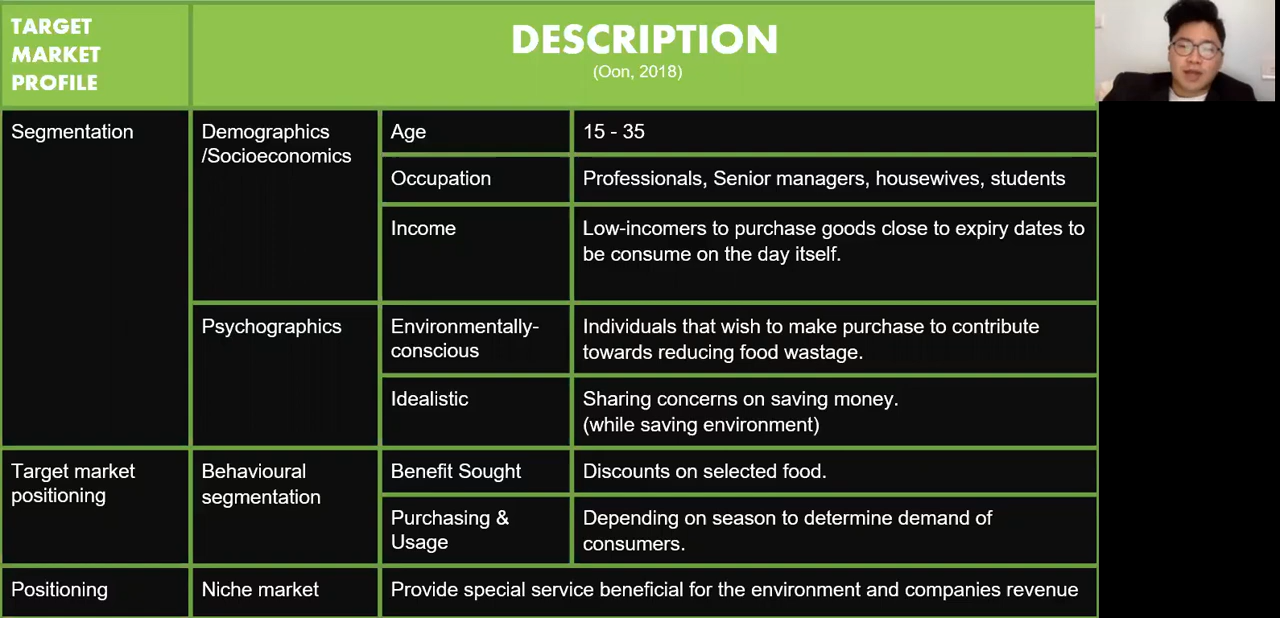 TARGET
MARKET
PROFILE
DESCRIPTION
(Oon, 2018)
Segmentation
Demographics
/Socioeconomics
Age
15 - 35
Occupation
Professionals, Senior managers, housewives, students
Income
Low-incomers to purchase goods close to expiry dates to
be consume on the day itself.
Psychographics
Environmentally-
conscious
Individuals that wish to make purchase to contribute
towards reducing food wastage.
Idealistic
Sharing concerns on saving money.
(while saving environment)
Target market
positioning
Behavioural
segmentation
Benefit Sought
Discounts on selected food.
Purchasing &
Usage
Depending on season to determine demand of
consumers.
Positioning
Niche market
Provide special service beneficial for the environment and companies revenue